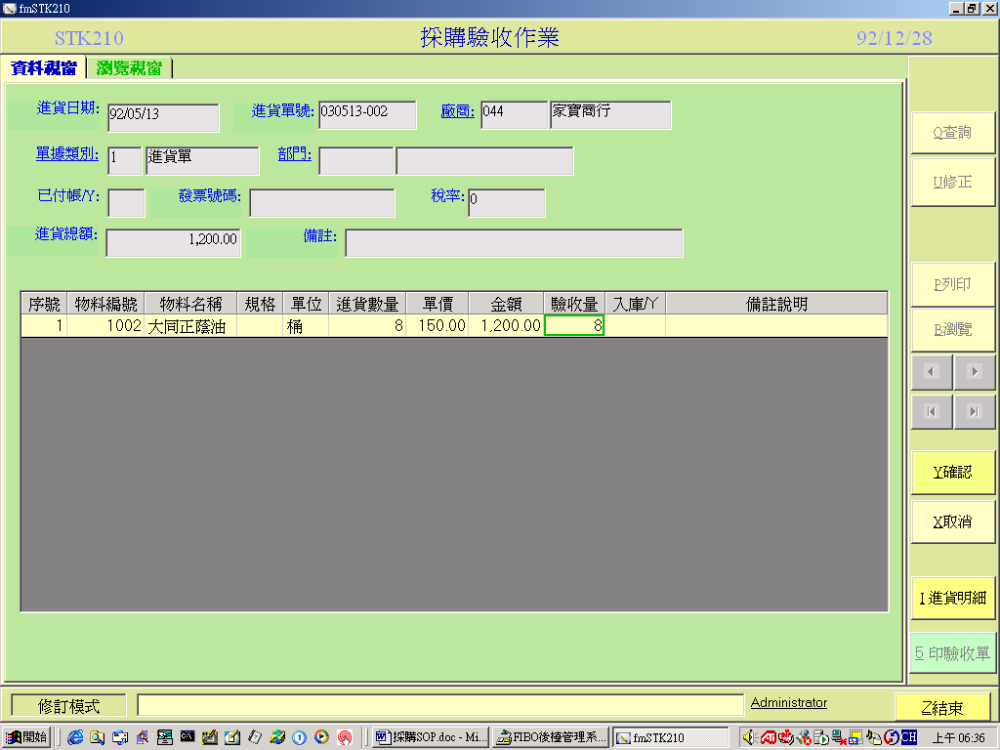 fmSTK210
STK210 採購驗收作業 92/12/28
資料視窗 瀏覽視窗
進貨日期: 92/05/13 進貨單號: 030513-002 廠商: 044 家寶商行
單據類別: 1 進貨單 部門:
已付帳/Y: 發票號碼: 稅率: 0
進貨總額: 1,200.00 備註:
序號 物料編號 物料名稱 規格 單位 進貨數量 單價 金額 驗收量 入庫/Y 備註說明
1 1002 大同正蔭油 桶 8 150.00 1,200.00 8
Q查詢
U修正
P列印
B瀏覽
Y確認
X取消
I 進貨明細
5 印驗收單
修訂模式 Administrator Z結束
開始 採購SOP.doc - Mi... FIBO後檯管理系... fmSTK210 CH 上午 06:36